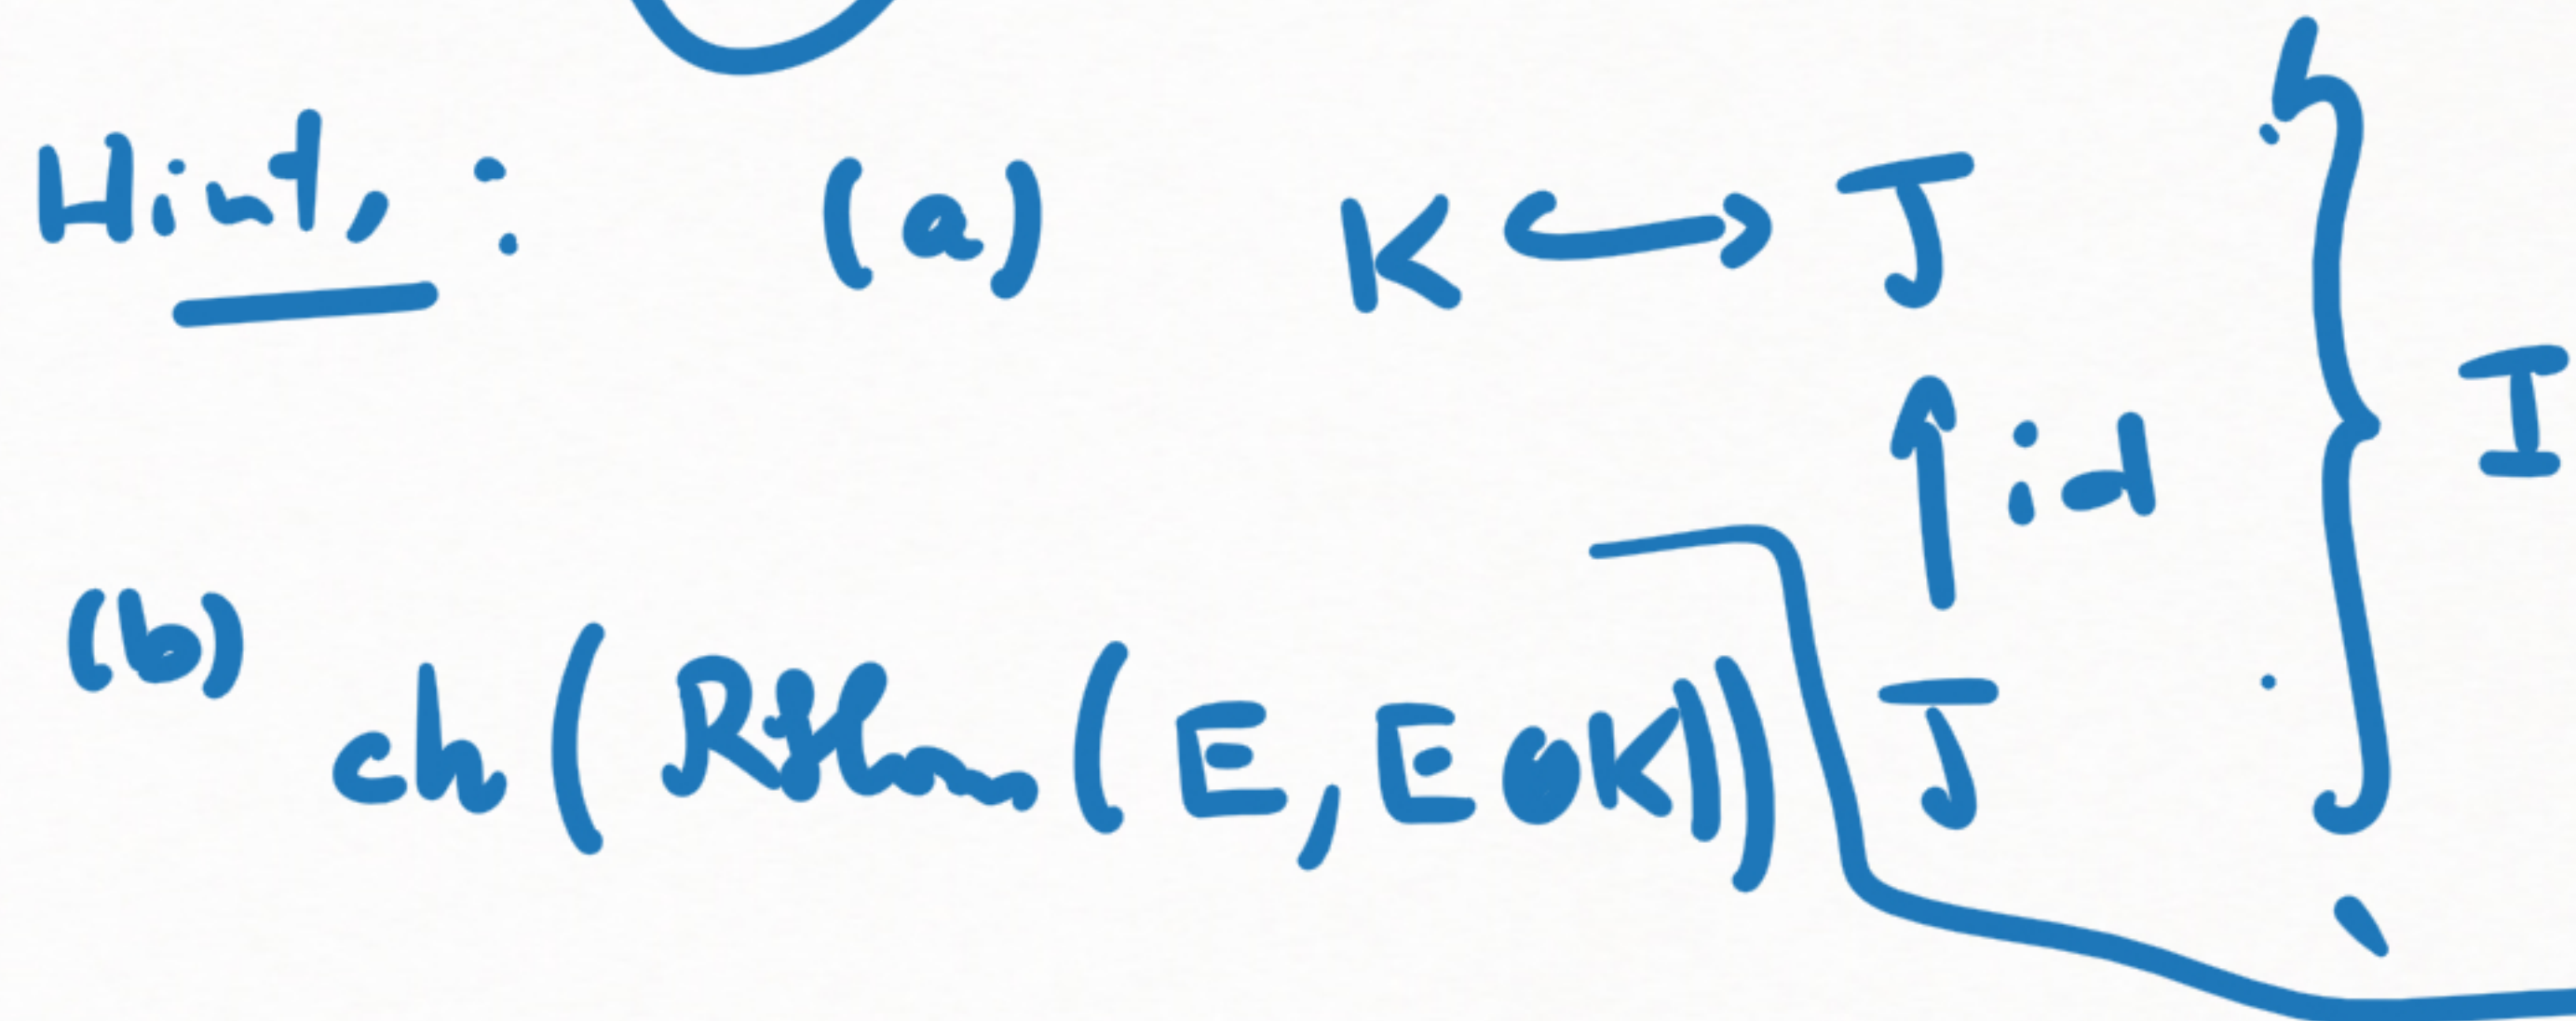 Hint, : (a) K ↪ J
↑ id
I
(b) ch(RHom(E, E⊗K)) J